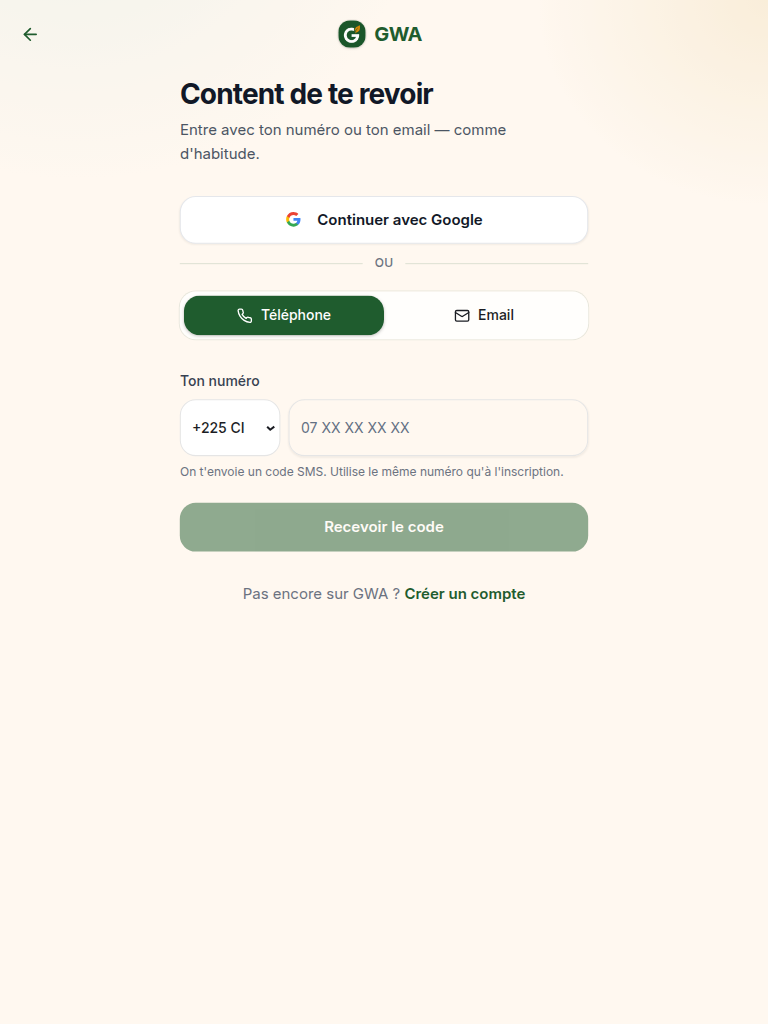 GWA
Content de te revoir
Entre avec ton numéro ou ton email — comme
d'habitude.
Continuer avec Google
OU
Téléphone
Email
Ton numéro
+225 CI
07 XX XX XX XX
On t'envoie un code SMS. Utilise le même numéro qu'à l'inscription.
Recevoir le code
Pas encore sur GWA ? Créer un compte